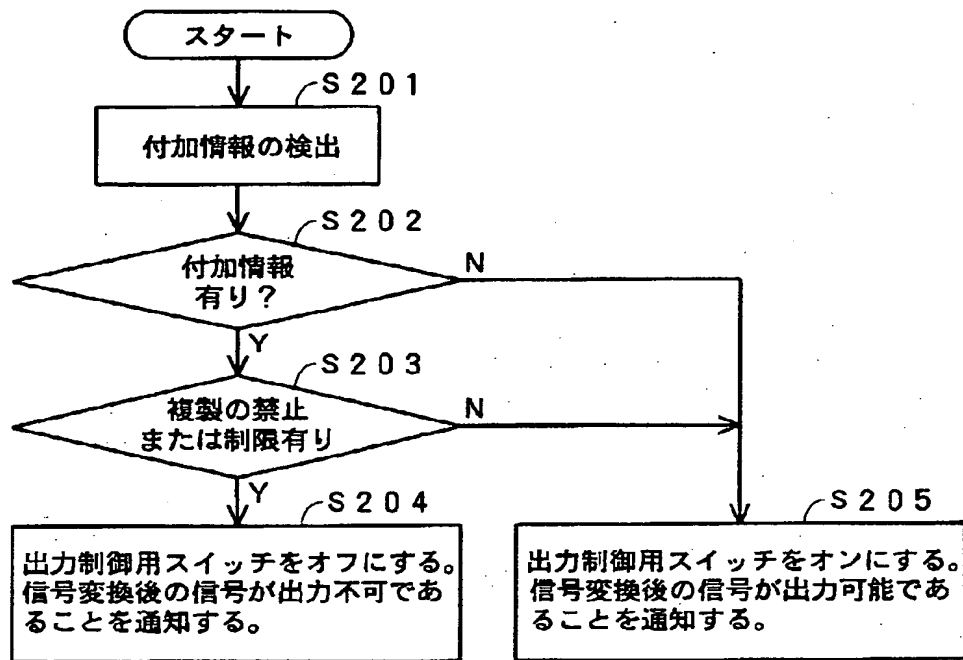 スタート
S201
付加情報の検出
S202
付加情報
有り?
N
Y
S203
複製の禁止
または制限有り
N
Y
S204
出力制御用スイッチをオフにする。
信号変換後の信号が出力不可であ
ることを通知する。
S205
出力制御用スイッチをオンにする。
信号変換後の信号が出力可能であ
ることを通知する。